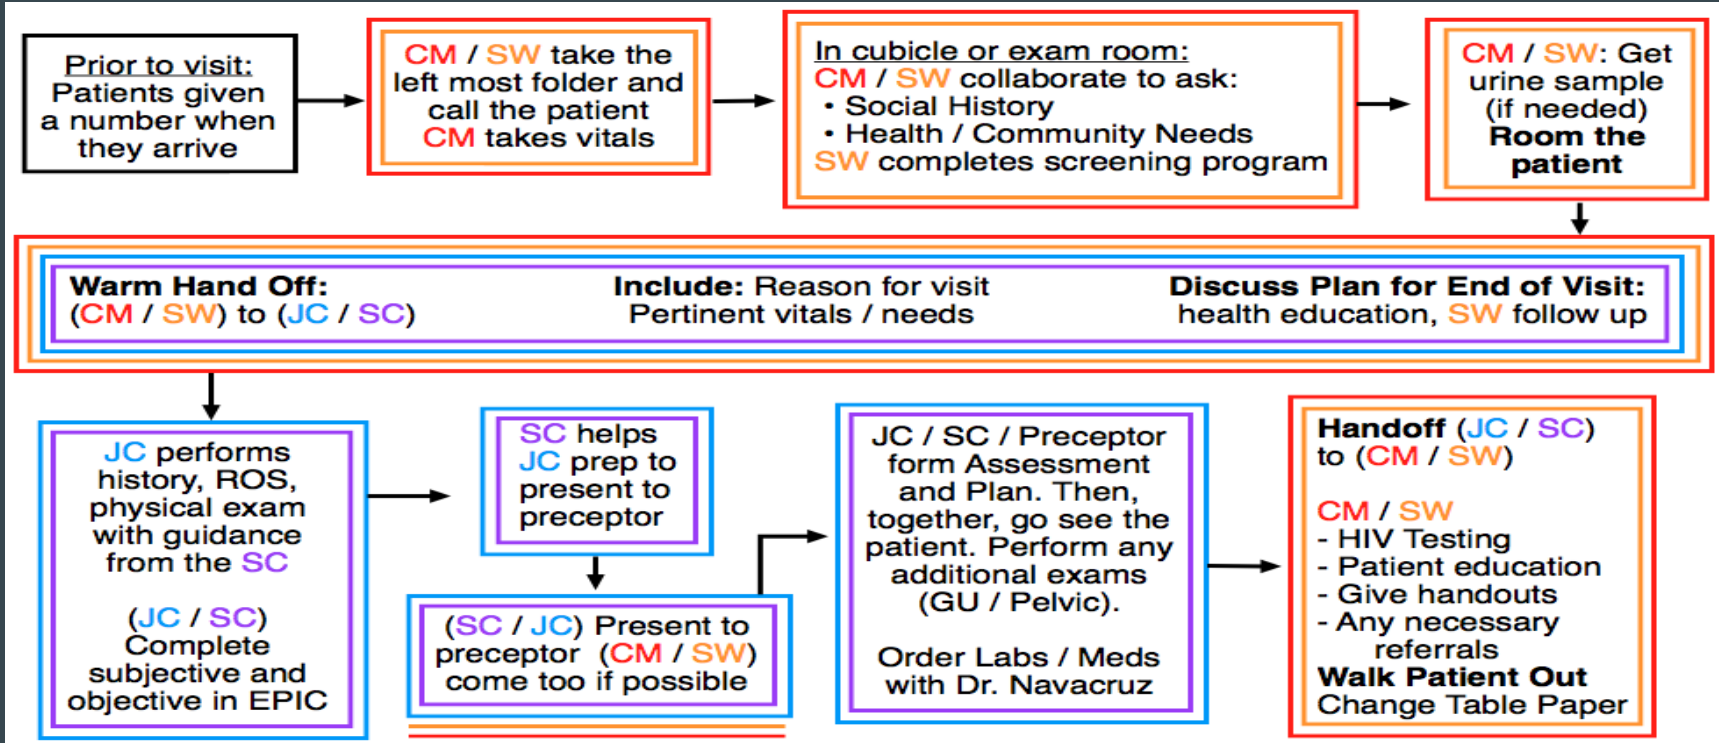 Prior to visit:
Patients given
a number when
they arrive
CM / SW take the
left most folder and
call the patient
CM takes vitals
In cubicle or exam room:
CM / SW collaborate to ask:
• Social History
• Health / Community Needs
SW completes screening program
CM / SW: Get
urine sample
(if needed)
Room the
patient
Warm Hand Off:
(CM / SW) to (JC / SC)
Include: Reason for visit
Pertinent vitals / needs
Discuss Plan for End of Visit:
health education, SW follow up
JC performs
history, ROS,
physical exam
with guidance
from the SC
(JC / SC)
Complete
subjective and
objective in EPIC
SC helps
JC prep to
present to
preceptor
(SC / JC) Present to
preceptor (CM / SW)
come too if possible
JC / SC / Preceptor
form Assessment
and Plan. Then,
together, go see the
patient. Perform any
additional exams
(GU / Pelvic).
Order Labs / Meds
with Dr. Navacruz
Handoff (JC / SC)
to (CM / SW)
CM / SW
- HIV Testing
- Patient education
- Give handouts
- Any necessary
referrals
Walk Patient Out
Change Table Paper